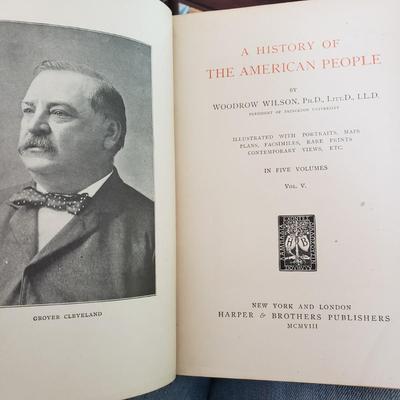 GROVER CLEVELAND
A HISTORY OF
THE AMERICAN PEOPLE
BY
WOODROW WILSON, PH.D., LITT.D., LL.D.
PRESIDENT OF PRINCETON UNIVERSITY
ILLUSTRATED WITH PORTRAITS, MAPS
PLANS, FACSIMILES, RARE PRINTS
CONTEMPORARY VIEWS, ETC.
IN FIVE VOLUMES
VOL. V.
NEW YORK AND LONDON
HARPER & BROTHERS PUBLISHERS
MCMVIII